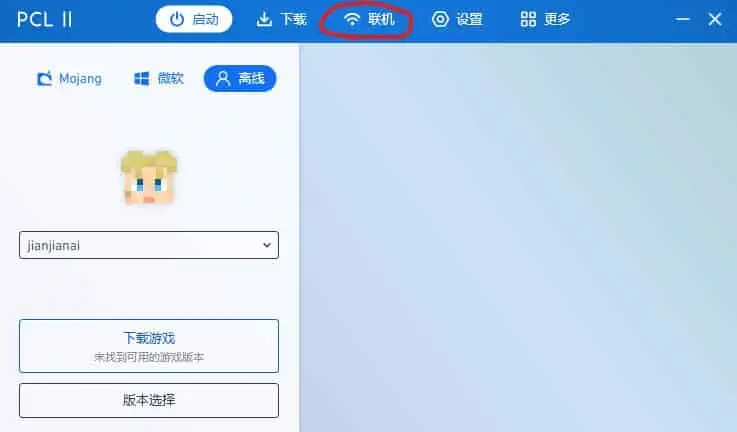 PCL II 启动 下载 联机 设置 更多
Mojang 微软 离线
jianjianai
下载游戏
未找到可用的游戏版本
版本选择